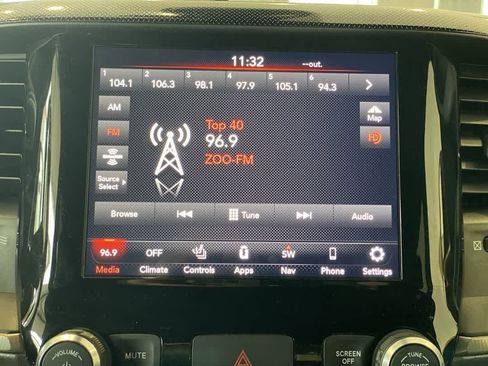 11:32 --out.
1 104.1 2 106.3 3 98.1 4 97.9 5 105.1 6 94.3
AM
Map
FM
Top 40
96.9
ZOO-FM
HD
Source
Select
Browse Tune Audio
96.9 OFF SW
Media Climate Controls Apps Nav Phone Settings
VOLUME MUTE SCREEN
OFF TUNE
BROWSE